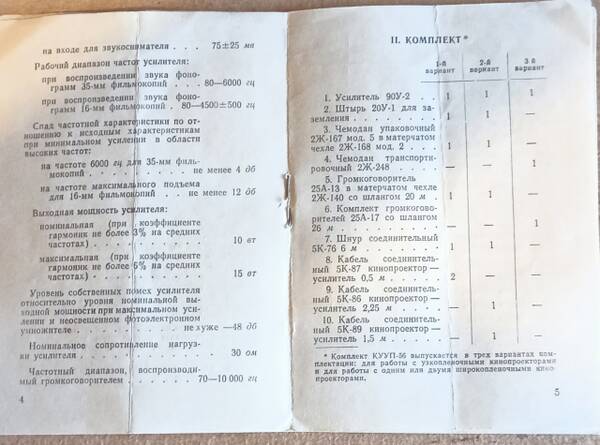 на входе для звукоснимателя . . . 75±25 мв
Рабочий диапазон частот усилителя:
при воспроизведении звука фоно-
грамм 35-мм фильмокопий . . 80—6000 гц
при воспроизведении звука фоно-
грамм 16-мм фильмокопий . 80—4500±500 гц
Спад частотной характеристики по от-
ношению к исходным характеристикам
при минимальном усилении в области
высоких частот:
на частоте 6000 гц для 35-мм филь-
мокопий . . . . . . . не менее 4 дб
на частоте максимального подъема
для 16-мм фильмокопий . . не менее 12 дб
Выходная мощность усилителя:
номинальная (при коэффициенте
гармоник не более 3% на средних
частотах) . . . . . . . . . 10 вт
максимальная (при коэффициенте
гармоник не более 5% на средних
частотах) . . . . . . . . . 15 вт
Уровень собственных помех усилителя
относительно уровня номинальной вы-
ходной мощности при максимальном уси-
лении и неосвещенном фотоэлектронном
умножителе . . . . . . не хуже —48 дб
Номинальное сопротивление нагруз-
ки усилителя . . . . . . . . 30 ом
Частотный диапазон, воспроизводи-
мый громкоговорителем . . . . 70—10 000 гц
4
II. КОМПЛЕКТ*
1-й вариант 2-й вариант 3-й вариант
1. Усилитель 90У-2 . . 1 1 1
2. Штырь 20У-1 для за-
земления . . . . . . 1 1 1
3. Чемодан упаковочный
2Ж-167 мод. 5 в матерчатом
чехле 2Ж-168 мод. 2 . . 1 1 —
4. Чемодан транспорти-
ровочный 2Ж-248 . . . — — 1
5. Громкоговоритель
25А-13 в матерчатом чехле
2Ж-140 со шлангом 20 м . 1 1 —
6. Комплект громкого-
ворителей 25А-17 со шлангом
26 м . . . . . . . — — 1
7. Шнур соединительный
5К-76 6 м . . . . . 1 1 —
8. Кабель соединитель-
ный 5К-87 кинопроектор —
усилитель 0,5 м . . . . 2 — —
9. Кабель соединитель-
ный 5К-86 кинопроектор —
усилитель 2,25 м . . . — 1 —
10. Кабель соединитель-
ный 5К-89 кинопроектор —
усилитель 1,5 м . . . . — 1 —
* Комплект КУУП-56 выпускается в трех вариантах ком-
плектации: для работы с узкопленочными кинопроекторами
и для работы с одним или двумя широкопленочными кино-
проекторами.
5